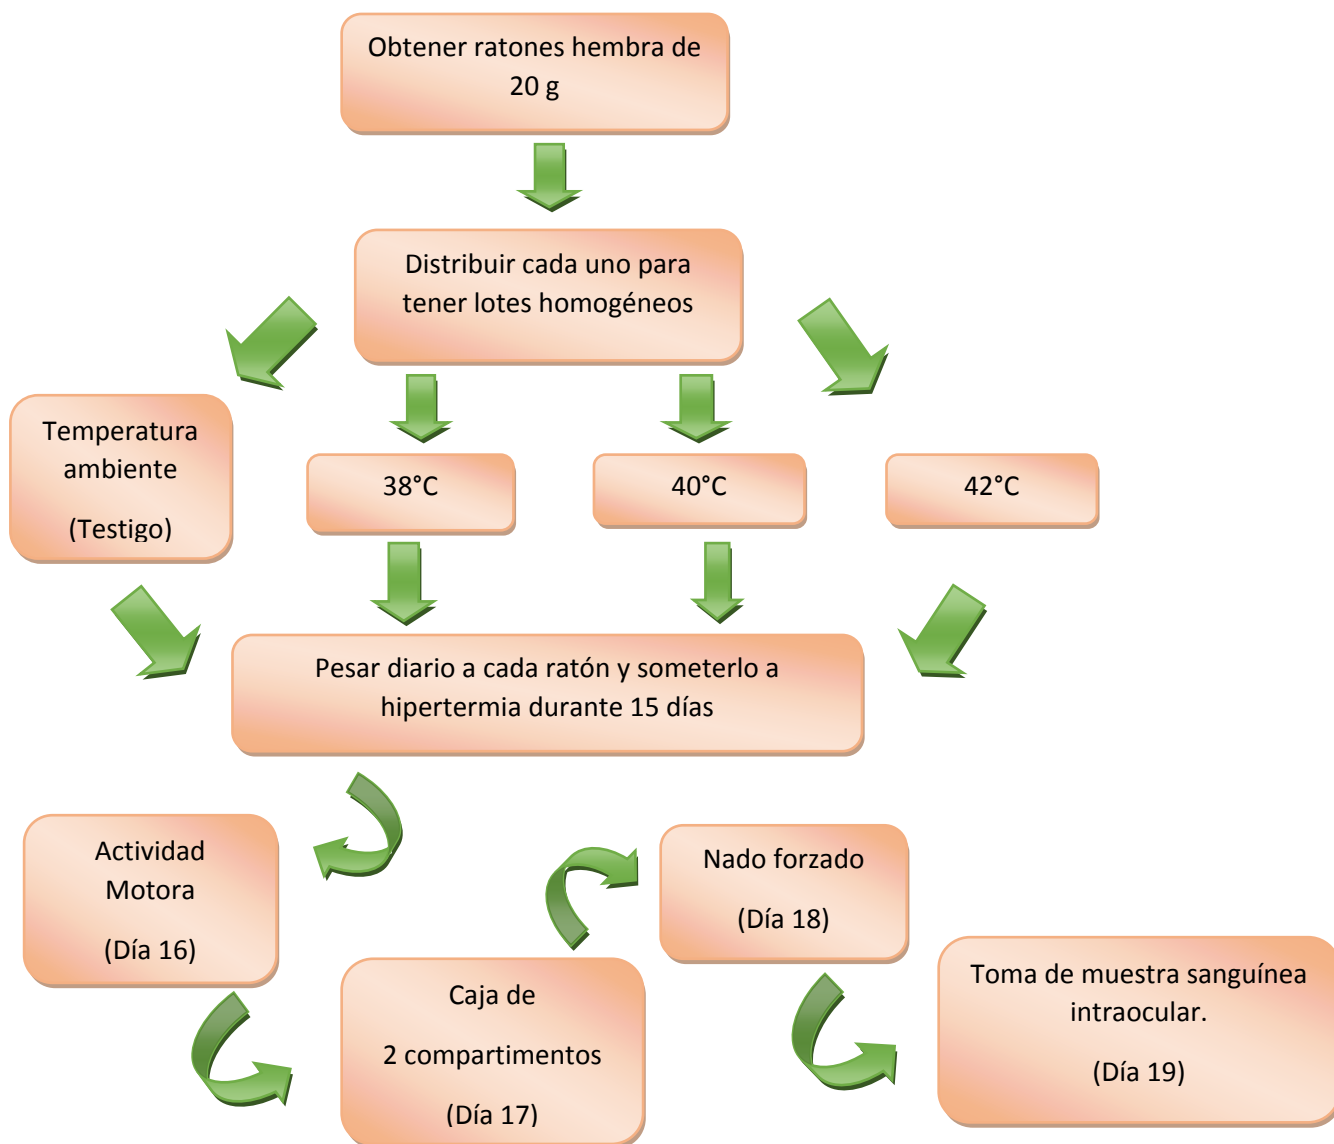 Obtener ratones hembra de
20 g
Distribuir cada uno para
tener lotes homogéneos
Temperatura
ambiente
(Testigo)
38°C
40°C
42°C
Pesar diario a cada ratón y someterlo a
hipertermia durante 15 días
Actividad
Motora
(Día 16)
Caja de
2 compartimentos
(Día 17)
Nado forzado
(Día 18)
Toma de muestra sanguínea
intraocular.
(Día 19)